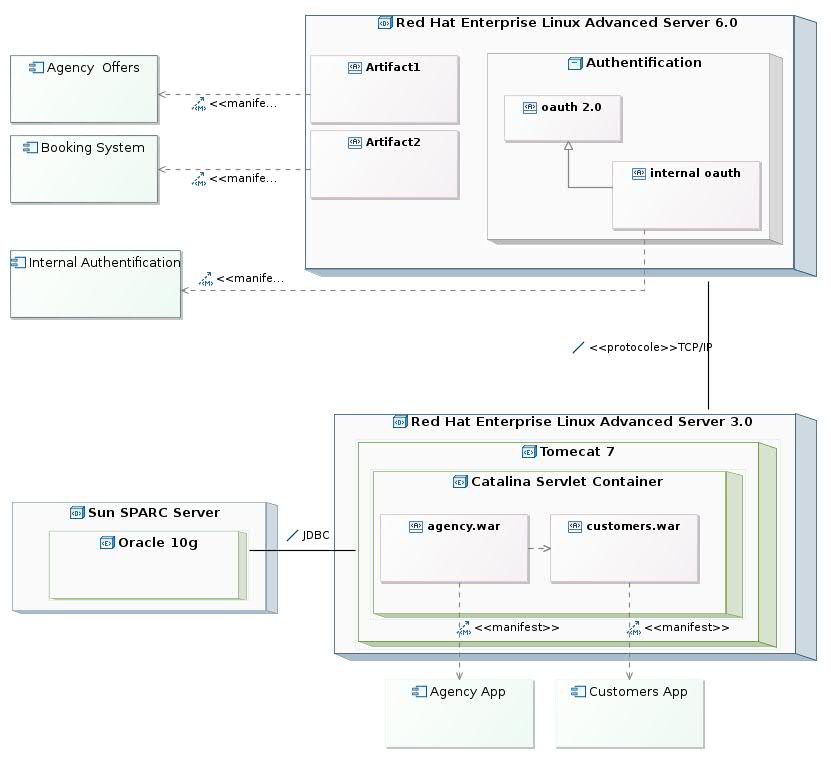 Red Hat Enterprise Linux Advanced Server 6.0
Agency  Offers
<<manife...
Artifact1
Authentification
oauth 2.0
Booking System
<<manife...
Artifact2
internal oauth
Internal Authentification
<<manife...
<<protocole>>TCP/IP
Red Hat Enterprise Linux Advanced Server 3.0
Tomecat 7
Catalina Servlet Container
agency.war
customers.war
Sun SPARC Server
Oracle 10g
JDBC
<<manifest>>
<<manifest>>
Agency App
Customers App